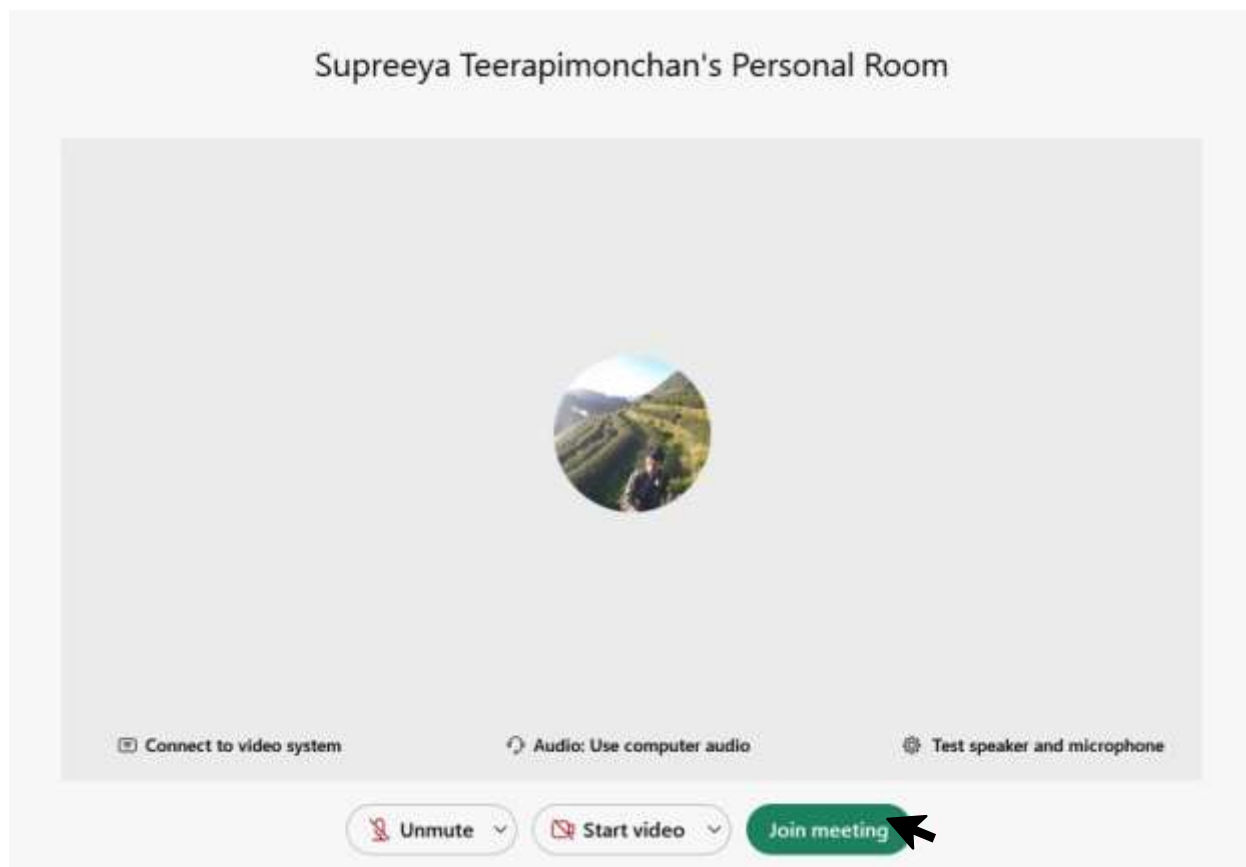 Supreeya Teerapimonchan's Personal Room
Connect to video system
Audio: Use computer audio
Test speaker and microphone
Unmute
Start video
Join meeting